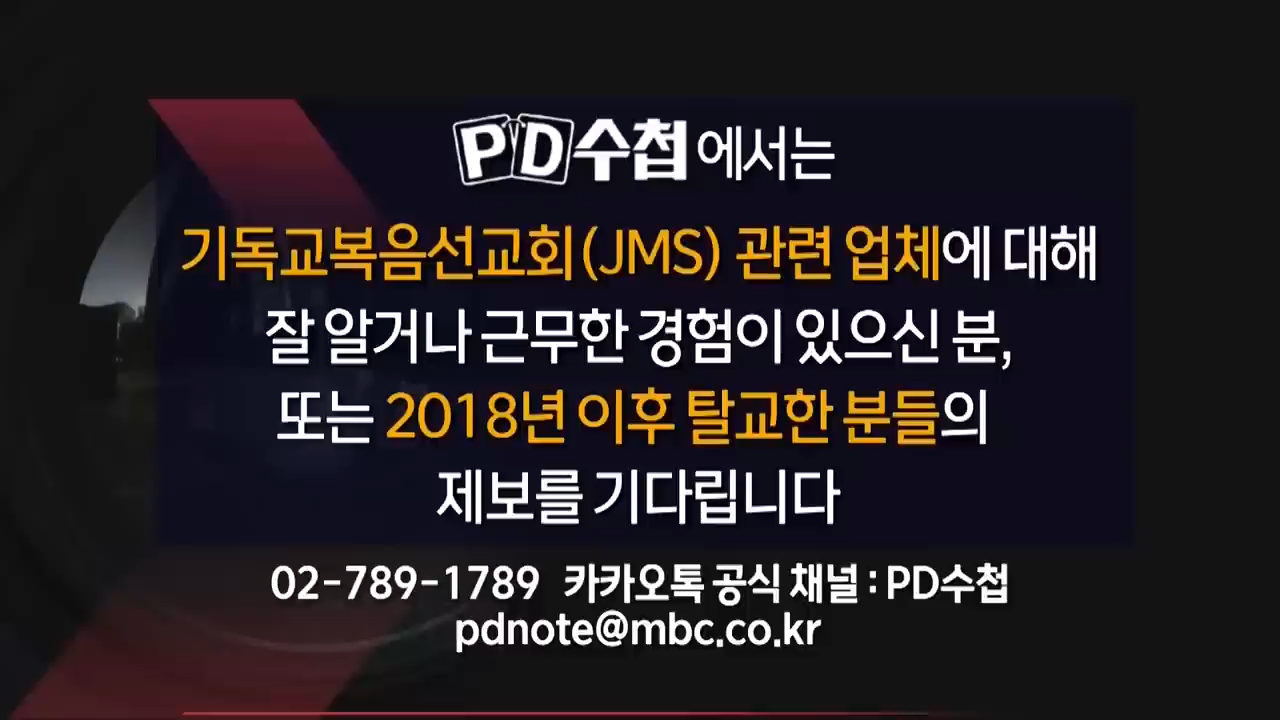 PD수첩 에서는
기독교복음선교회(JMS) 관련 업체에 대해
잘 알거나 근무한 경험이 있으신 분,
또는 2018년 이후 탈교한 분들의
제보를 기다립니다
02-789-1789 카카오톡 공식 채널 : PD수첩
pdnote@mbc.co.kr